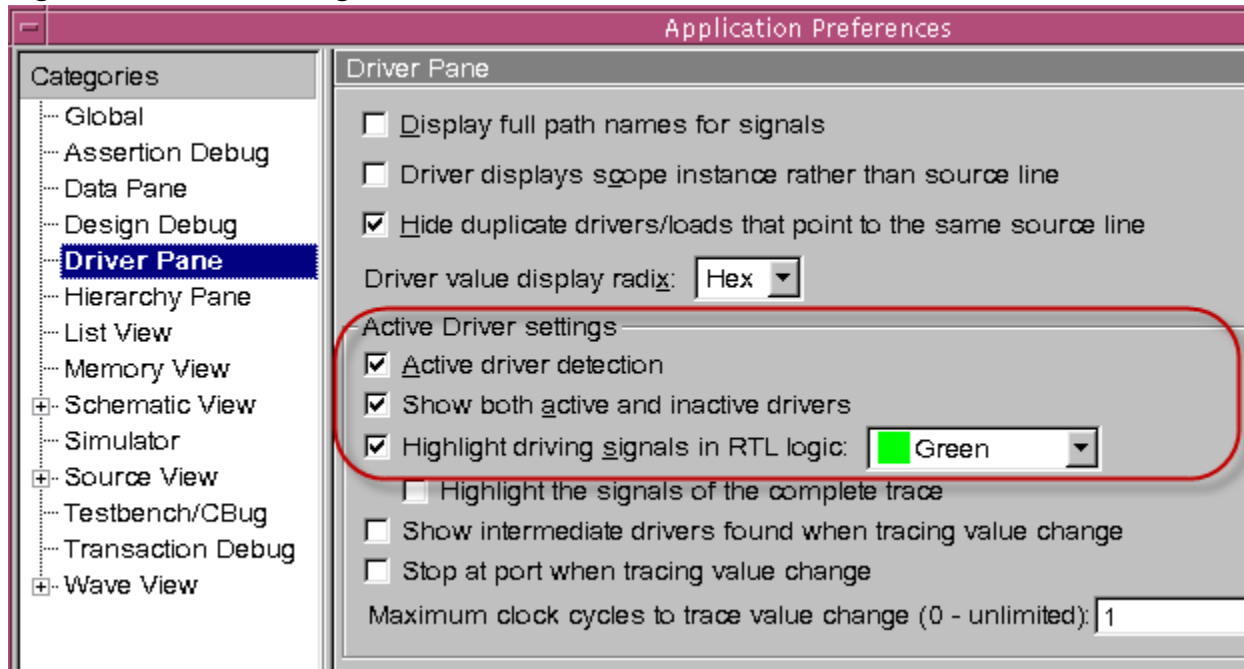 Application Preferences
Categories
Global
Assertion Debug
Data Pane
Design Debug
Driver Pane
Hierarchy Pane
List View
Memory View
Schematic View
Simulator
Source View
Testbench/CBug
Transaction Debug
Wave View
Driver Pane
Display full path names for signals
Driver displays scope instance rather than source line
Hide duplicate drivers/loads that point to the same source line
Driver value display radix: Hex
Active Driver settings
Active driver detection
Show both active and inactive drivers
Highlight driving signals in RTL logic: Green
Highlight the signals of the complete trace
Show intermediate drivers found when tracing value change
Stop at port when tracing value change
Maximum clock cycles to trace value change (0 - unlimited): 1